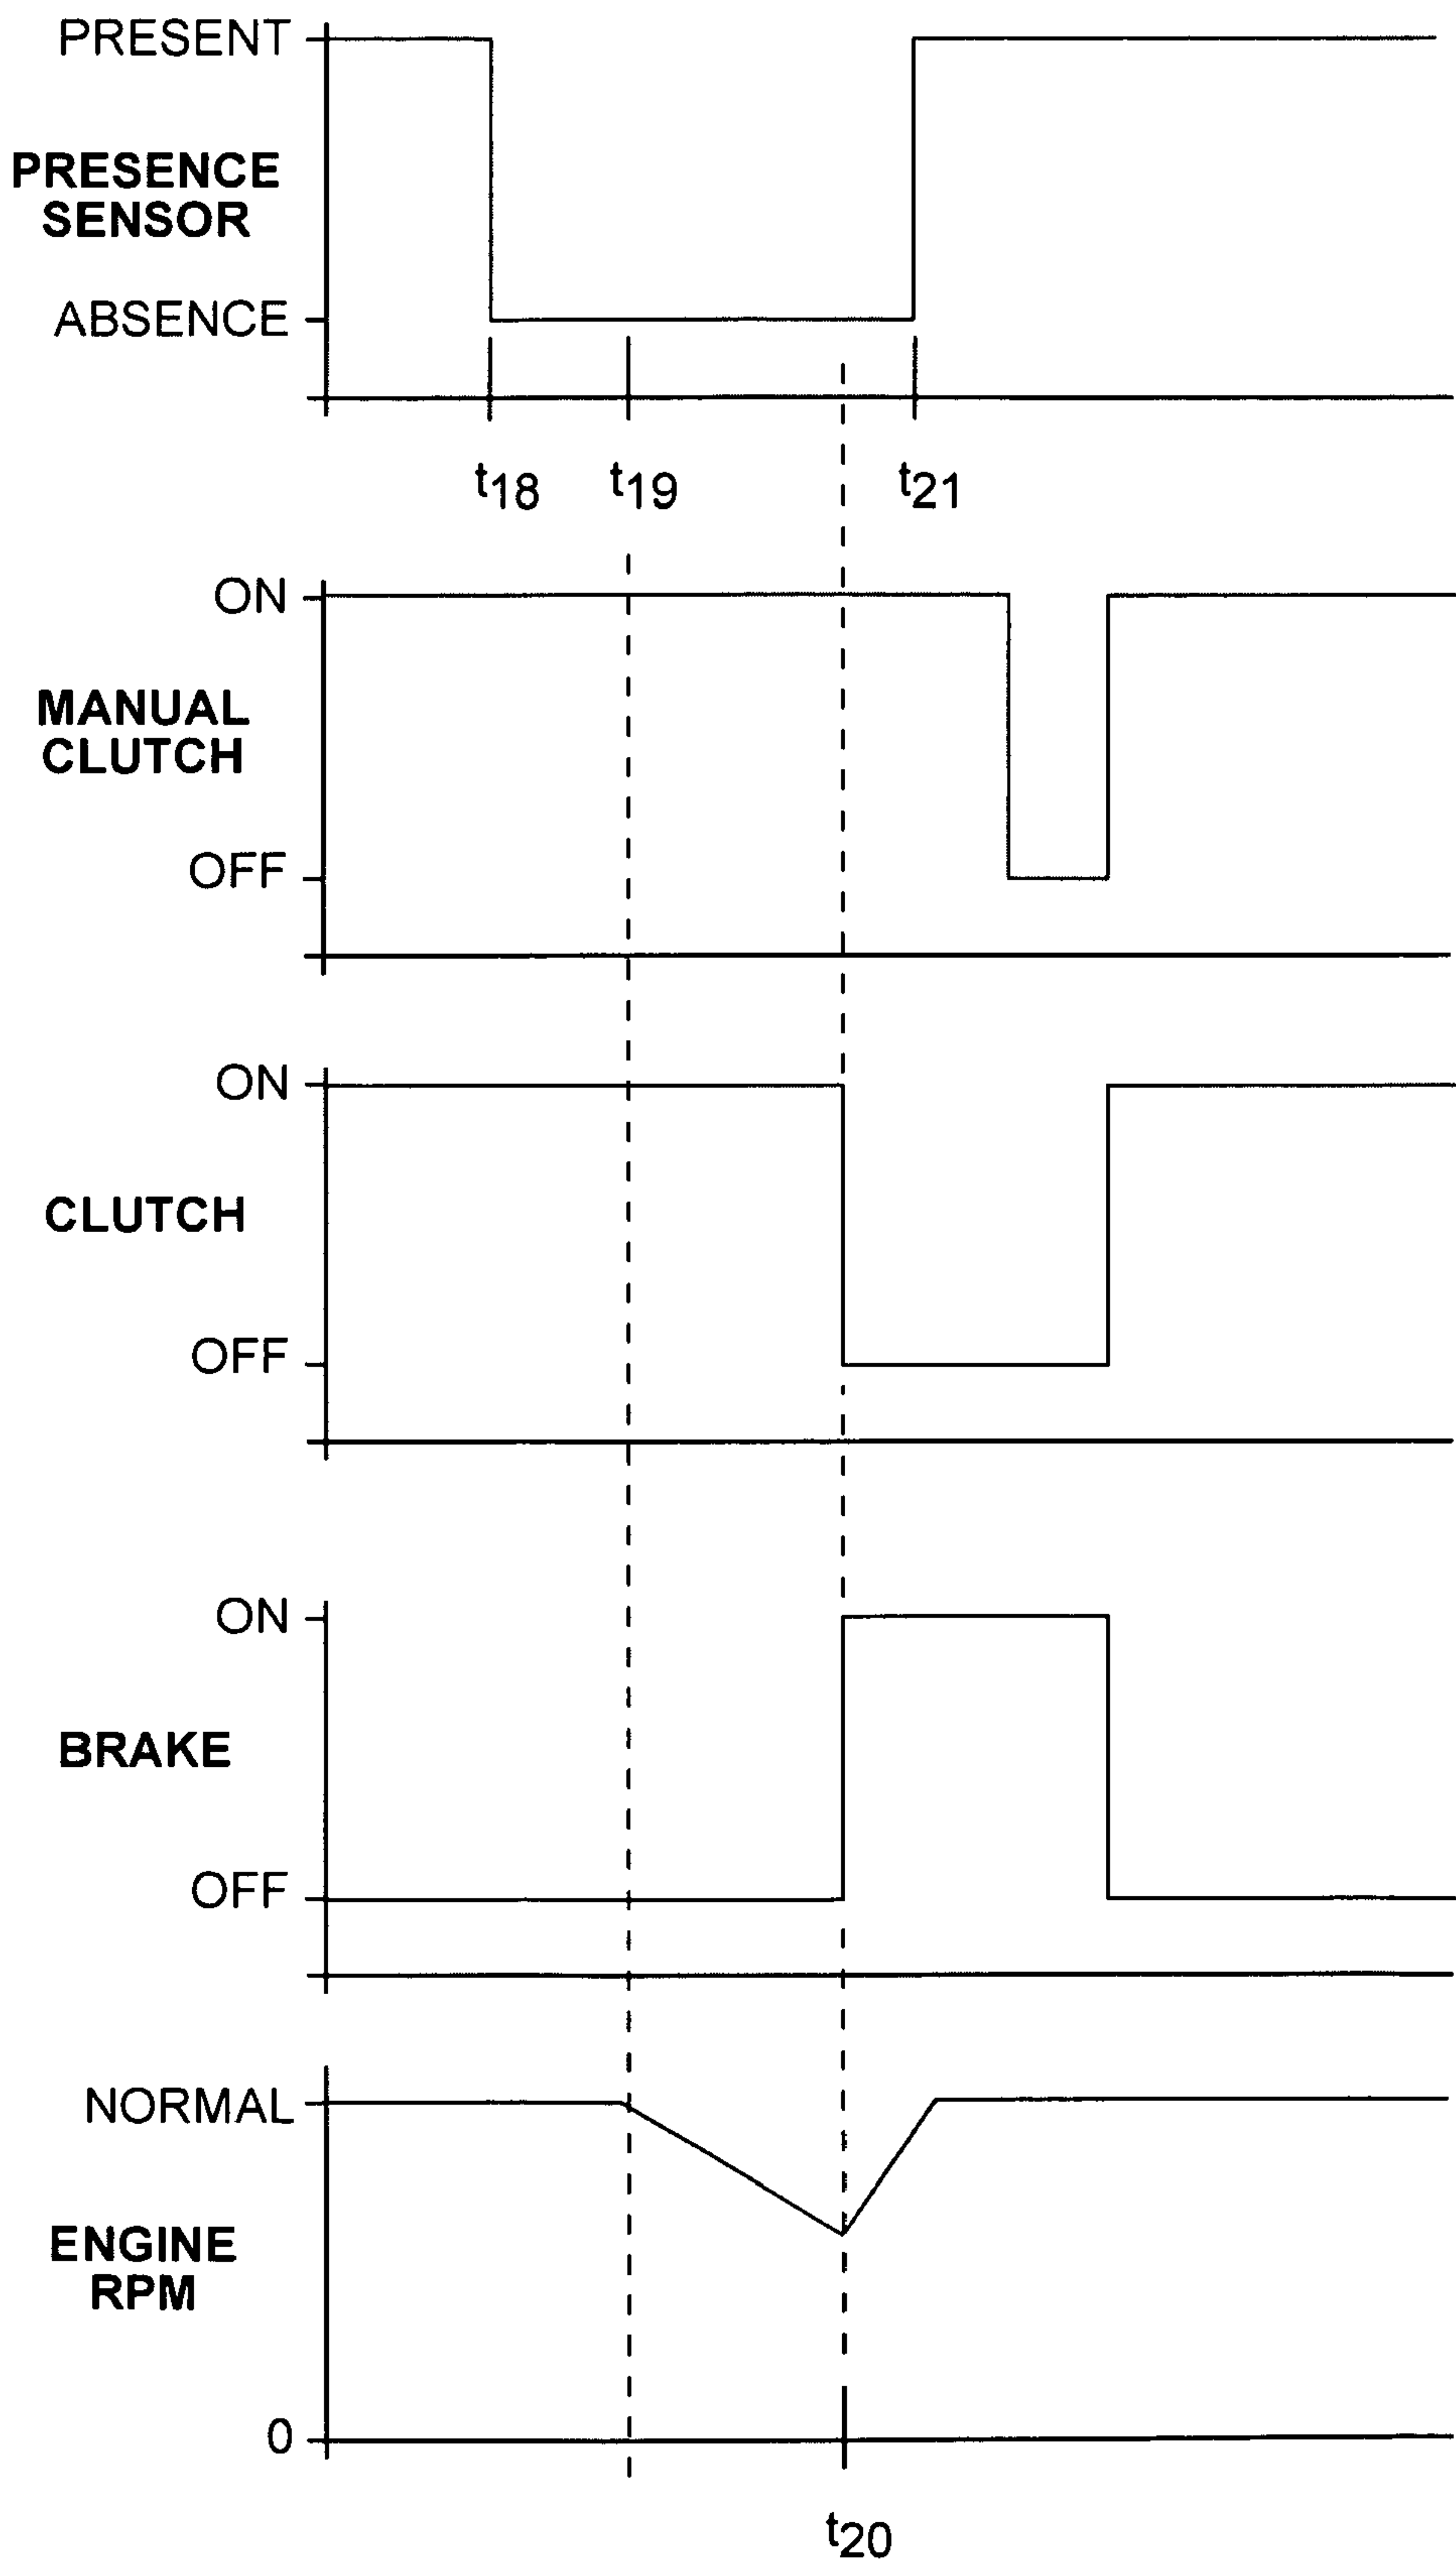 PRESENT
PRESENCE
SENSOR
ABSENCE
t18 t19 t21
ON
MANUAL
CLUTCH
OFF
ON
CLUTCH
OFF
ON
BRAKE
OFF
NORMAL
ENGINE
RPM
0
t20